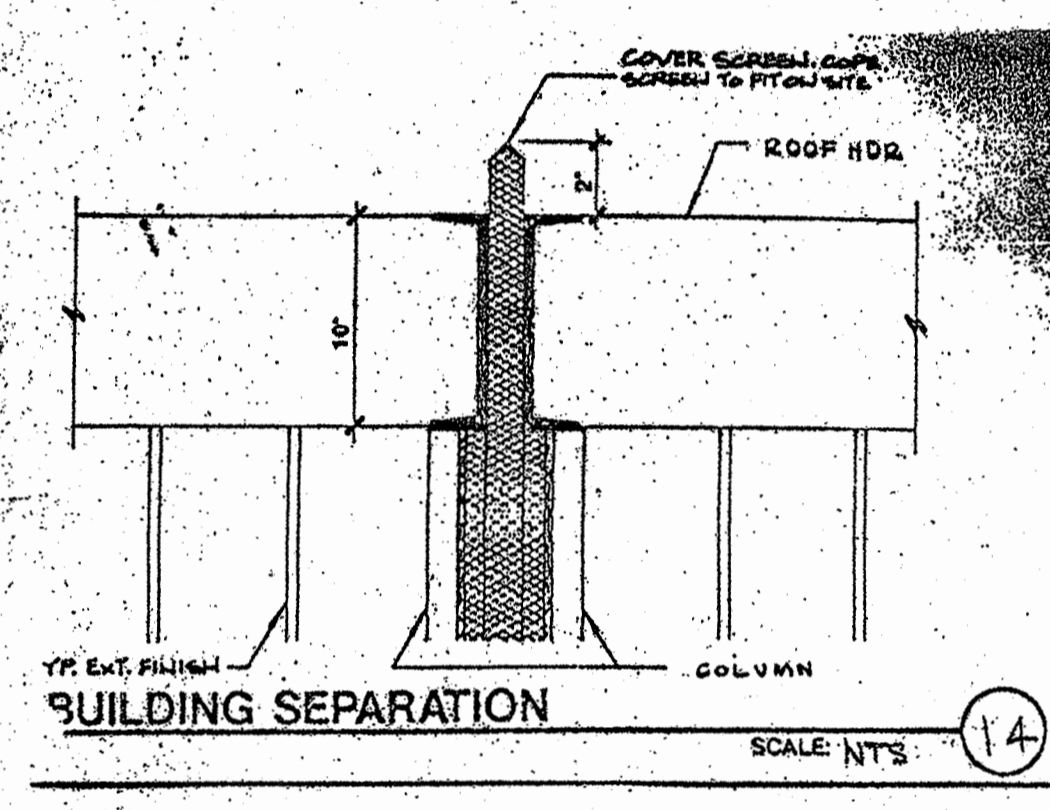 COVER SCREEN. COPE
SCREEN TO FIT ON SITE
ROOF HDR
2"
10"
YP. EXT. FINISH
COLUMN
BUILDING SEPARATION
SCALE: NTS
14